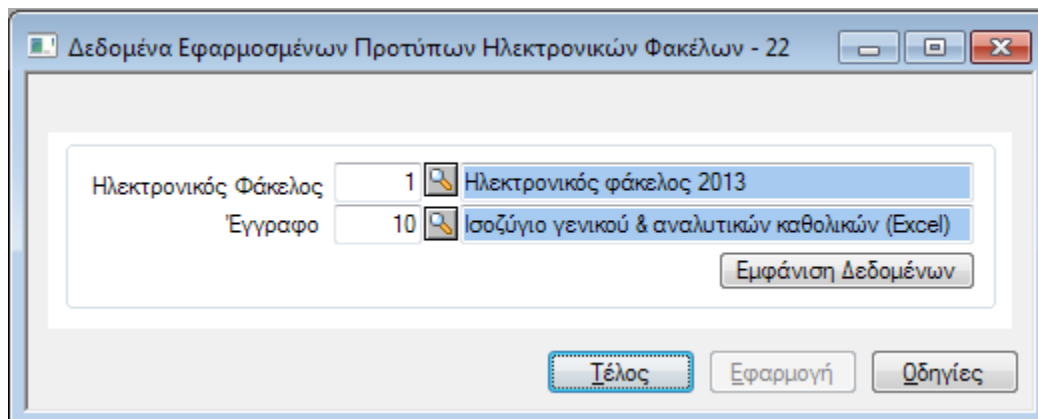 Δεδομένα Εφαρμοσμένων Προτύπων Ηλεκτρονικών Φακέλων - 22
Ηλεκτρονικός Φάκελος 1 Ηλεκτρονικός φάκελος 2013
Έγγραφο 10 Ισοζύγιο γενικού & αναλυτικών καθολικών (Excel)
Εμφάνιση Δεδομένων
Τέλος Εφαρμογή Οδηγίες